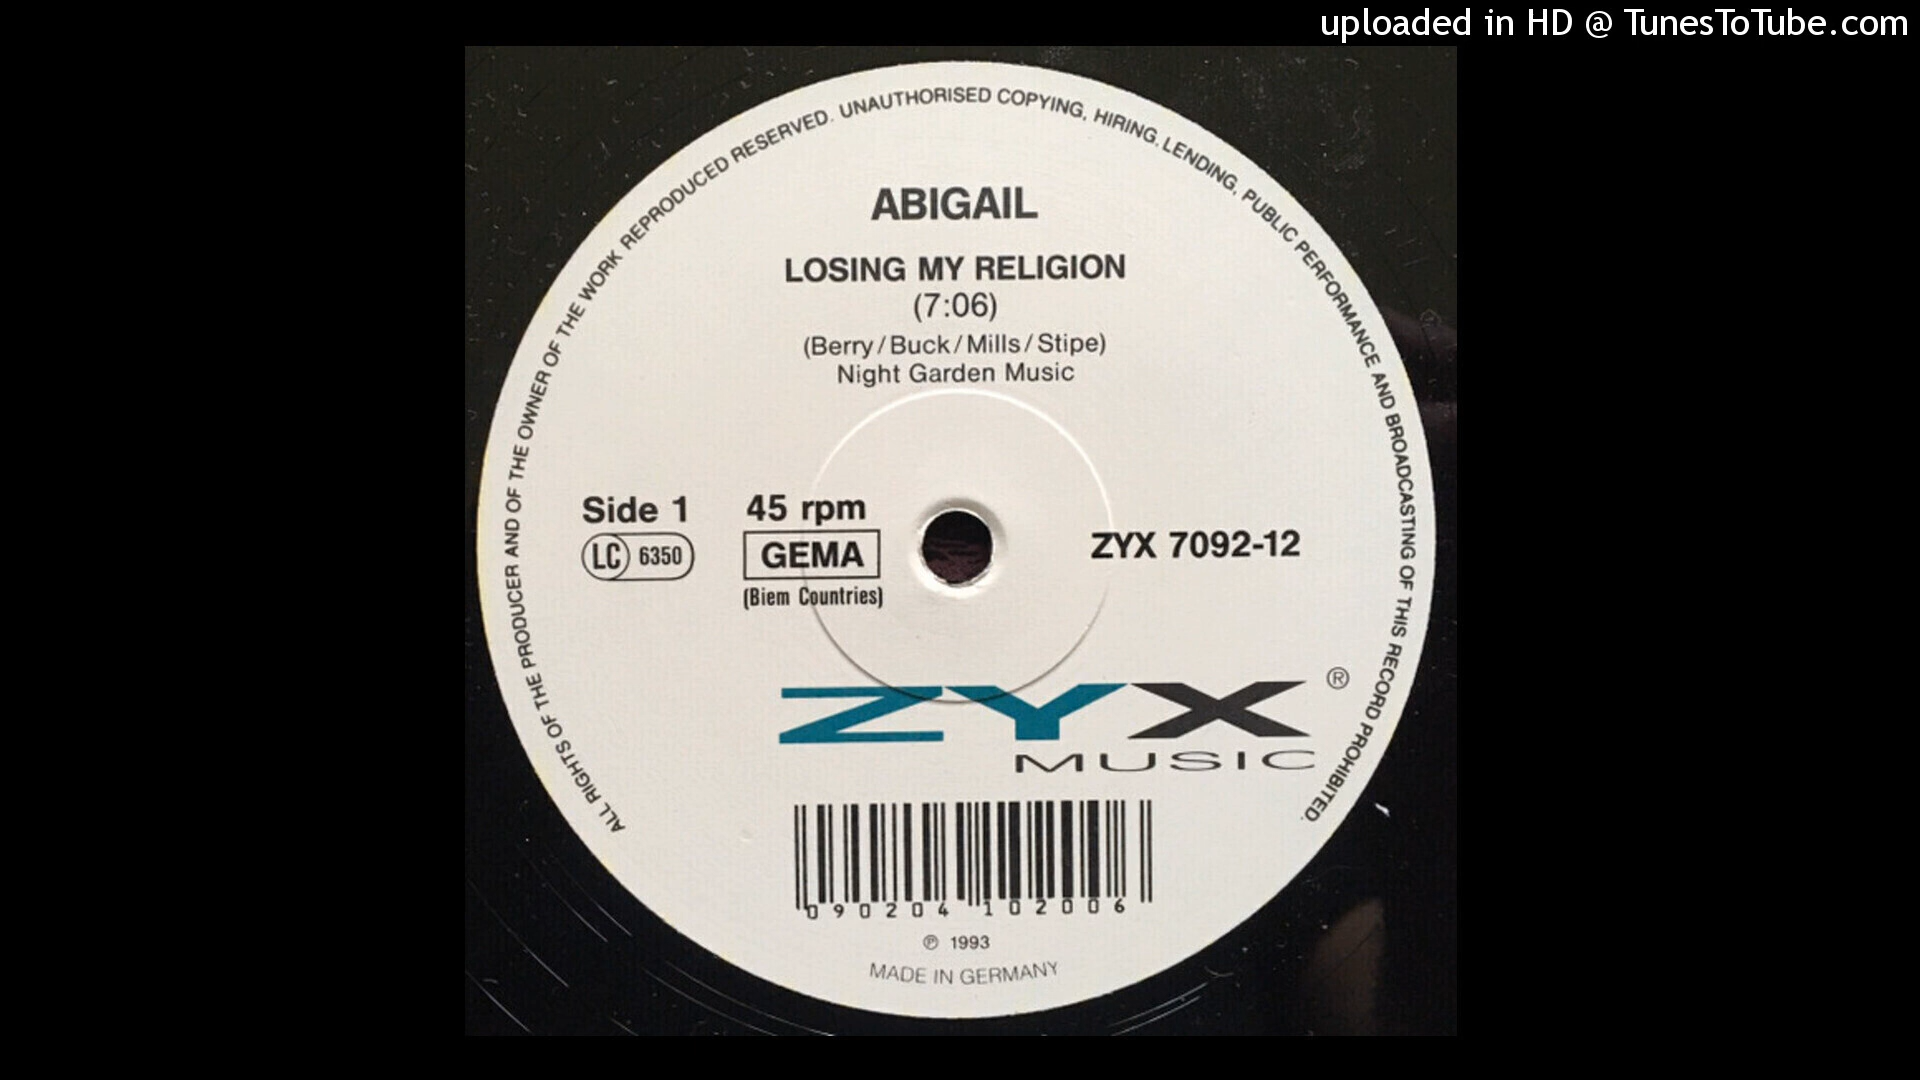 uploaded in HD @ TunesToTube.com
ALL RIGHTS OF THE PRODUCER AND OF THE OWNER OF THE WORK REPRODUCED RESERVED. UNAUTHORISED COPYING, HIRING, LENDING, PUBLIC PERFORMANCE AND BROADCASTING OF THIS RECORD PROHIBITED.
ABIGAIL
LOSING MY RELIGION
(7:06)
(Berry/Buck/Mills/Stipe)
Night Garden Music
Side 1
45 rpm
LC 6350
GEMA
(Biem Countries)
ZYX 7092-12
ZYX ®
MUSIC
090204 102006
℗ 1993
MADE IN GERMANY